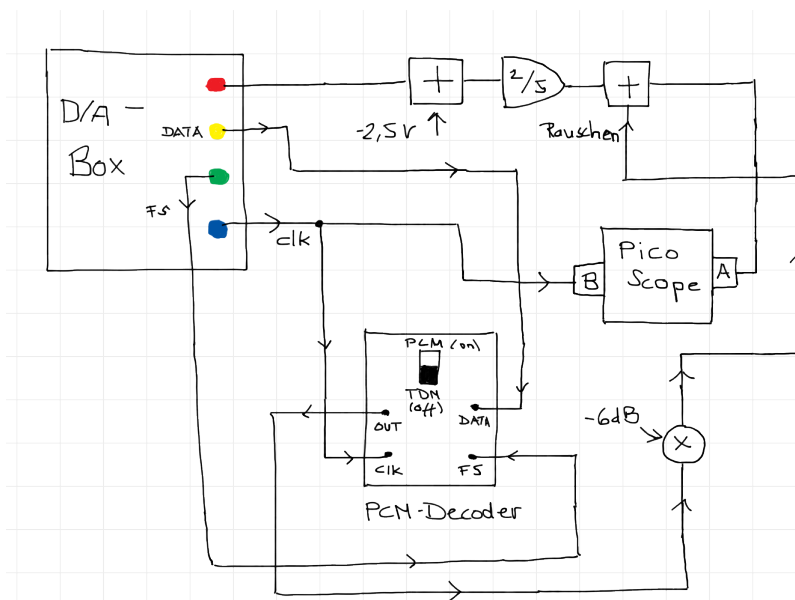 D/A -
Box
DATA
FS
clk
+
-2,5V
2/5
+
Rauschen
Pico
Scope
B
A
PCM (on)
TDM
(off)
OUT
DATA
Clk
FS
PCM-Decoder
-6dB
X